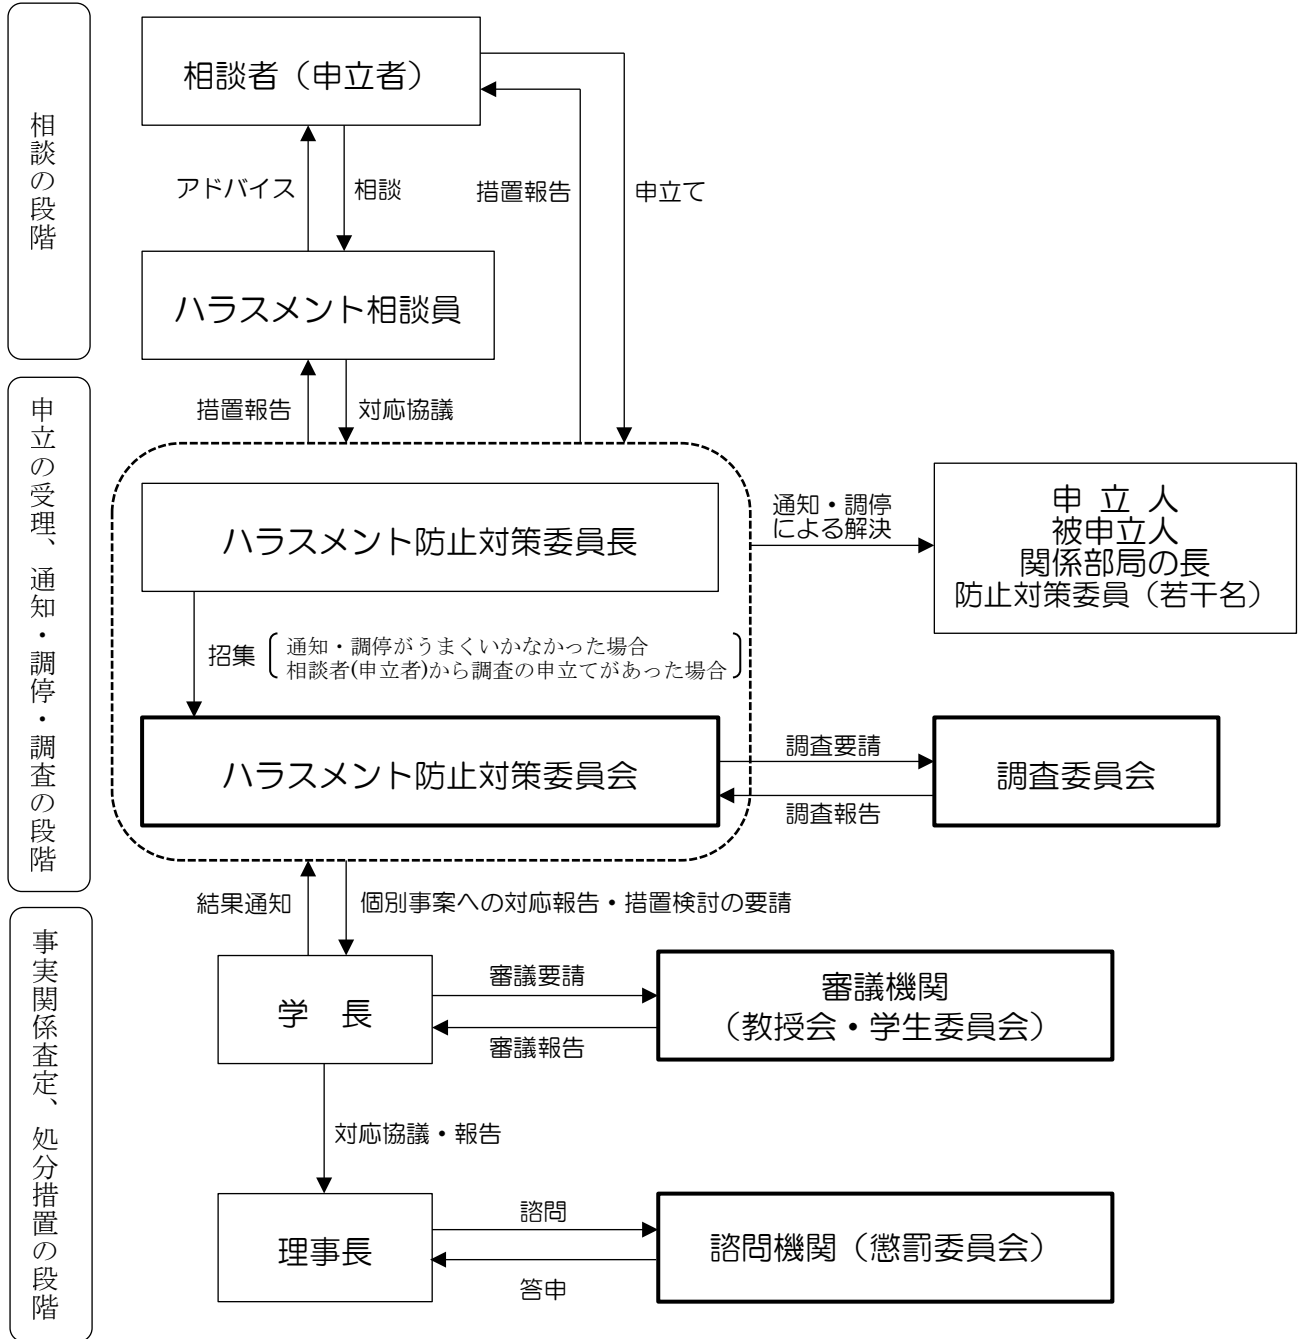 相談の段階
相談者（申立者）
アドバイス
相談
措置報告
申立て
ハラスメント相談員
申立の受理、通知・調停・調査の段階
措置報告
対応協議
ハラスメント防止対策委員長
通知・調停
による解決
申 立 人
被申立人
関係部局の長
防止対策委員（若干名）
招集
通知・調停がうまくいかなかった場合
相談者(申立者)から調査の申立てがあった場合
ハラスメント防止対策委員会
調査要請
調査報告
調査委員会
結果通知
個別事案への対応報告・措置検討の要請
事実関係査定、処分措置の段階
学 長
審議要請
審議報告
審議機関
（教授会・学生委員会）
対応協議・報告
理事長
諮問
答申
諮問機関（懲罰委員会）